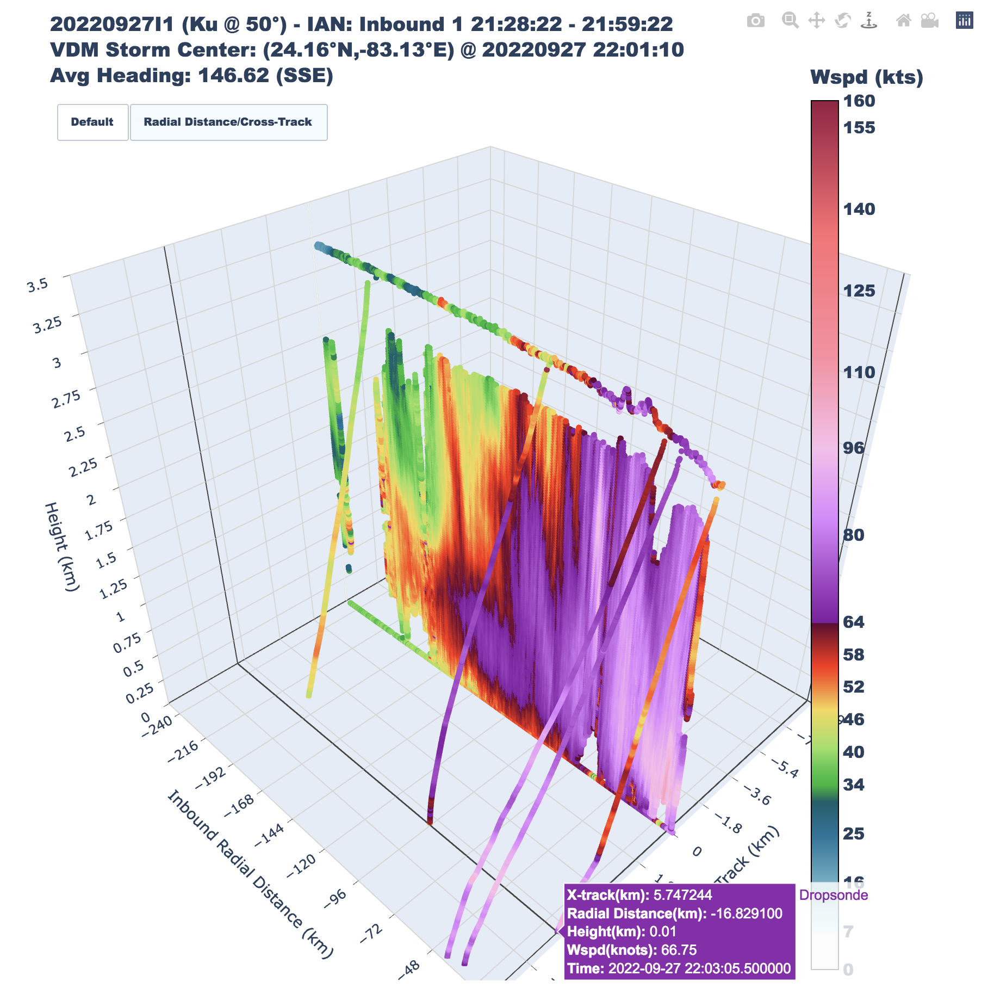 20220927I1 (Ku @ 50°) - IAN: Inbound 1 21:28:22 - 21:59:22
VDM Storm Center: (24.16°N,-83.13°E) @ 20220927 22:01:10
Avg Heading: 146.62 (SSE)
Default
Radial Distance/Cross-Track
Wspd (kts)
160
155
140
125
110
96
80
64
58
52
46
40
34
25
16
7
0
3.5
3.25
3
2.75
2.5
2.25
2
1.75
1.5
1.25
1
0.75
0.5
0.25
0
Height (km)
−240
−216
−192
−168
−144
−120
−96
−72
−48
Inbound Radial Distance (km)
−5.4
−3.6
−1.8
0
Track (km)
X-track(km): 5.747244
Radial Distance(km): -16.829100
Height(km): 0.01
Wspd(knots): 66.75
Time: 2022-09-27 22:03:05.500000
Dropsonde
z